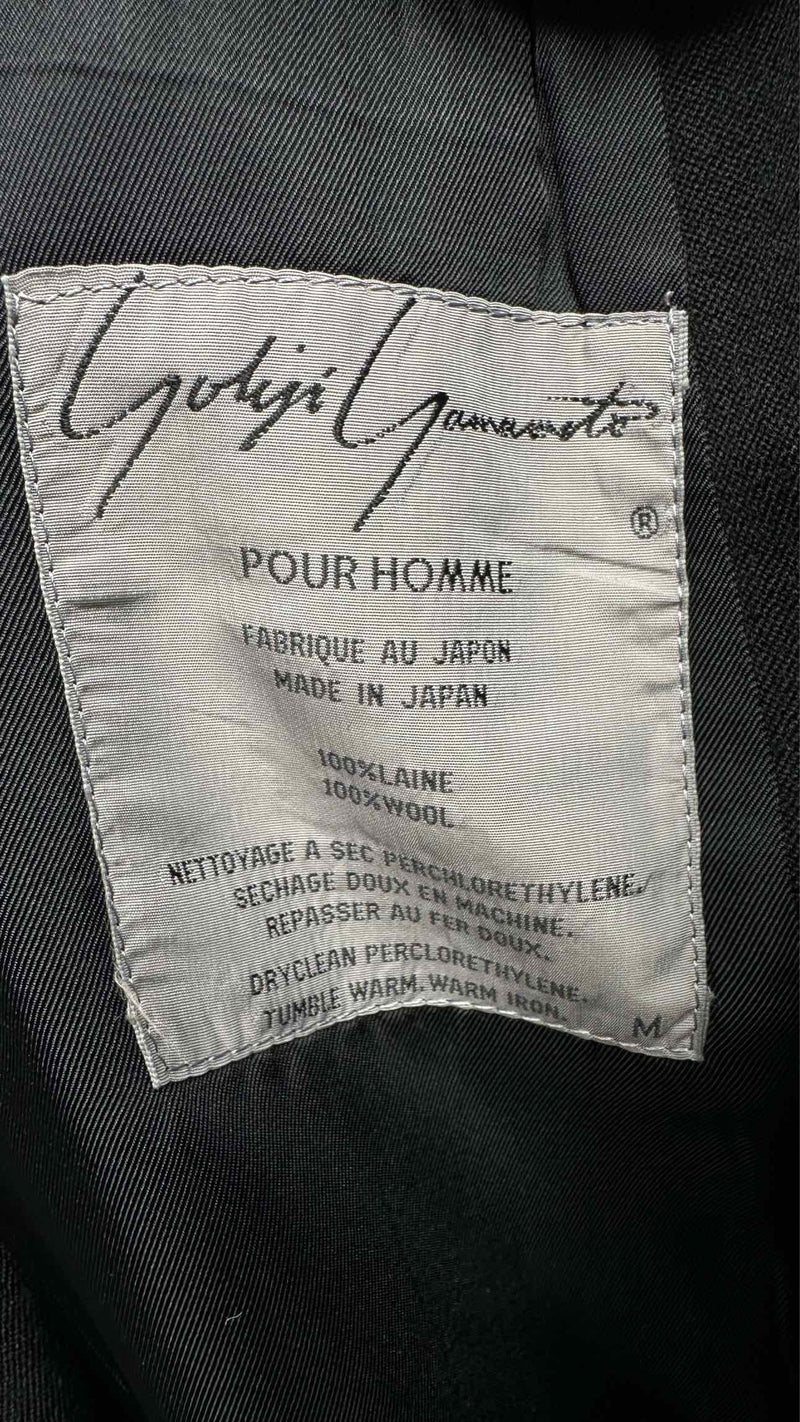 Yohji Yamamoto
®
POUR HOMME
FABRIQUE AU JAPON
MADE IN JAPAN
100%LAINE
100%WOOL
NETTOYAGE A SEC PERCHLORETHYLENE.
SECHAGE DOUX EN MACHINE.
REPASSER AU FER DOUX.
DRYCLEAN PERCLORETHYLENE.
TUMBLE WARM.WARM IRON.
M